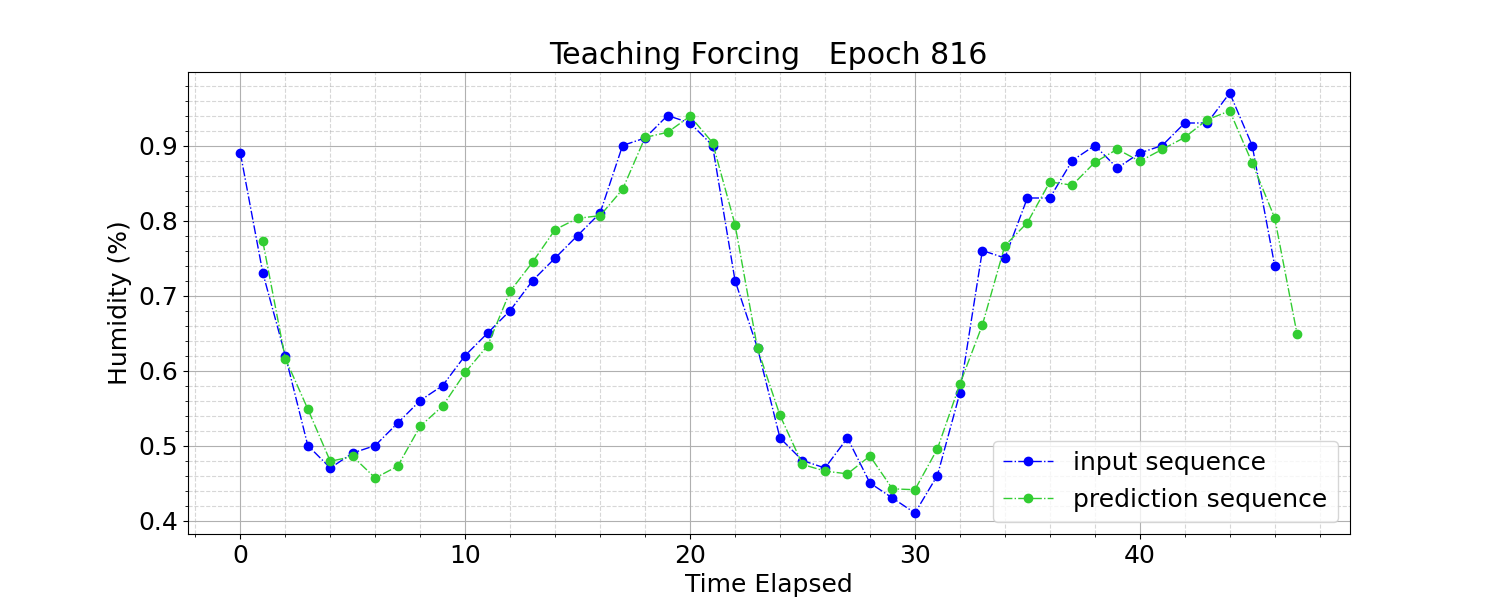 Teaching Forcing   Epoch 816
Humidity (%)
0.9
0.8
0.7
0.6
0.5
0.4
input sequence
prediction sequence
0 10 20 30 40
Time Elapsed